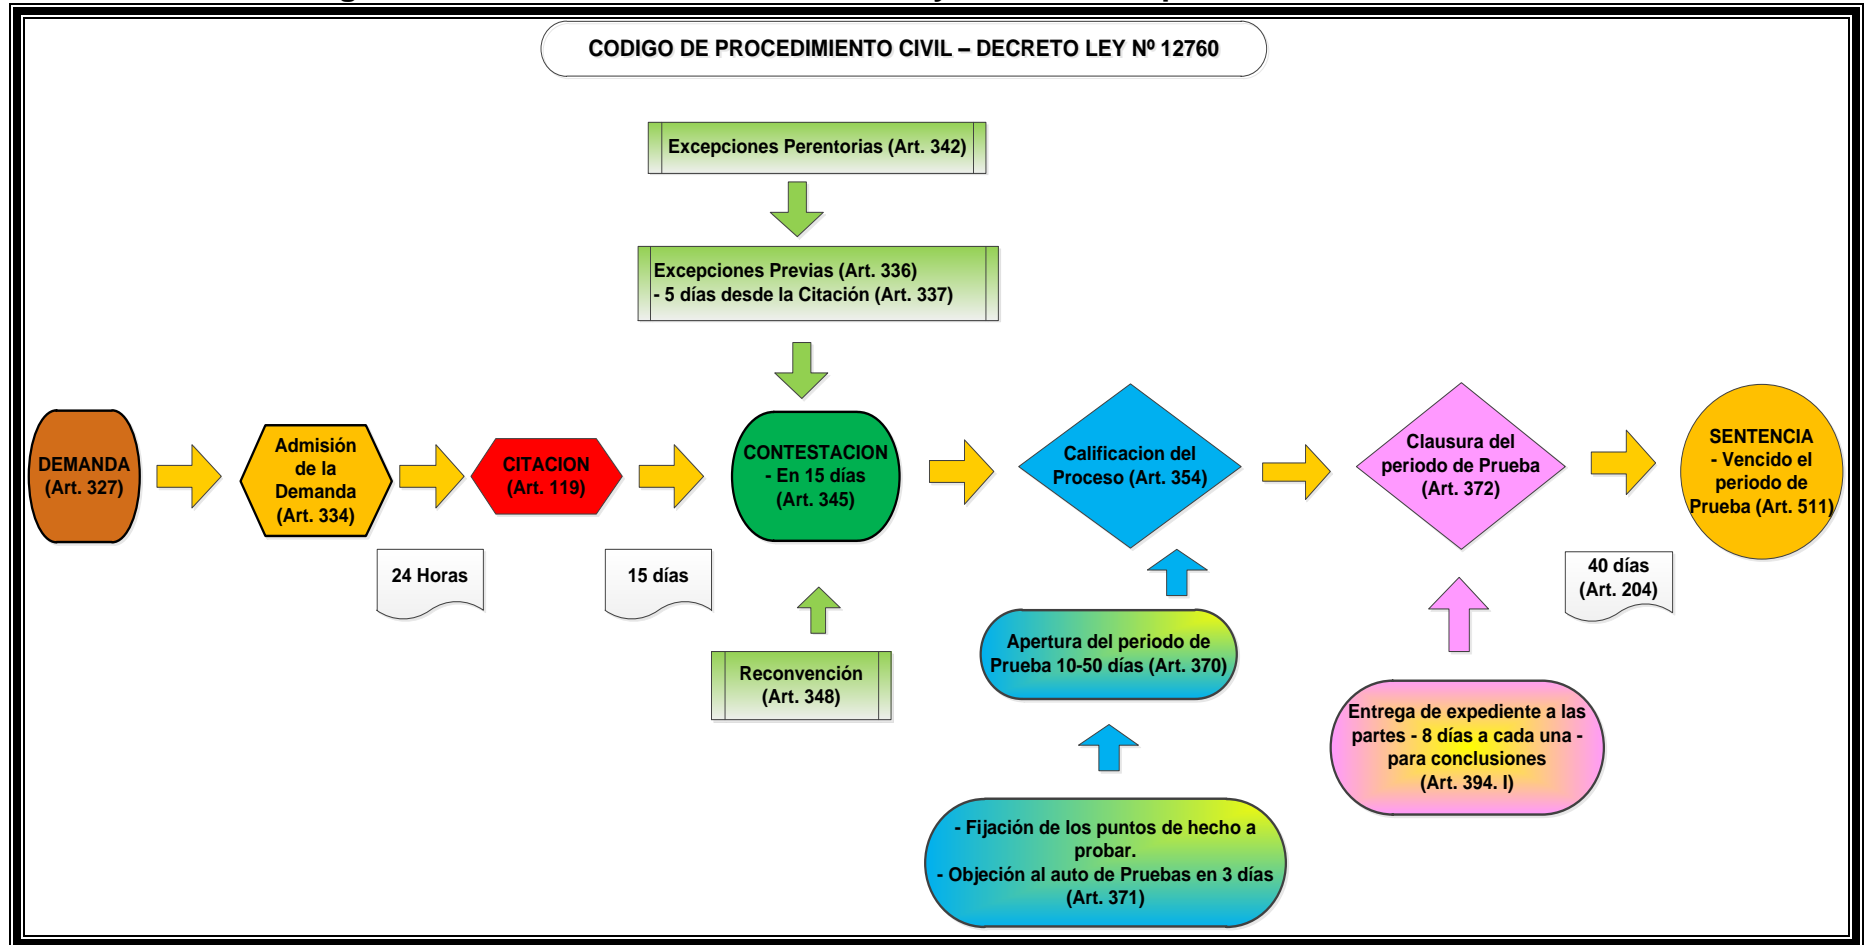 CODIGO DE PROCEDIMIENTO CIVIL – DECRETO LEY Nº 12760
Excepciones Perentorias (Art. 342)
Excepciones Previas (Art. 336)
- 5 días desde la Citación (Art. 337)
DEMANDA
(Art. 327)
Admisión
de la
Demanda
(Art. 334)
24 Horas
CITACION
(Art. 119)
15 días
CONTESTACION
- En 15 días
(Art. 345)
Reconvención
(Art. 348)
Calificacion del
Proceso (Art. 354)
Apertura del periodo de
Prueba 10-50 días (Art. 370)
- Fijación de los puntos de hecho a
probar.
- Objeción al auto de Pruebas en 3 días
(Art. 371)
Clausura del
periodo de Prueba
(Art. 372)
Entrega de expediente a las
partes - 8 días a cada una -
para conclusiones
(Art. 394. I)
40 días
(Art. 204)
SENTENCIA
- Vencido el
periodo de
Prueba (Art. 511)